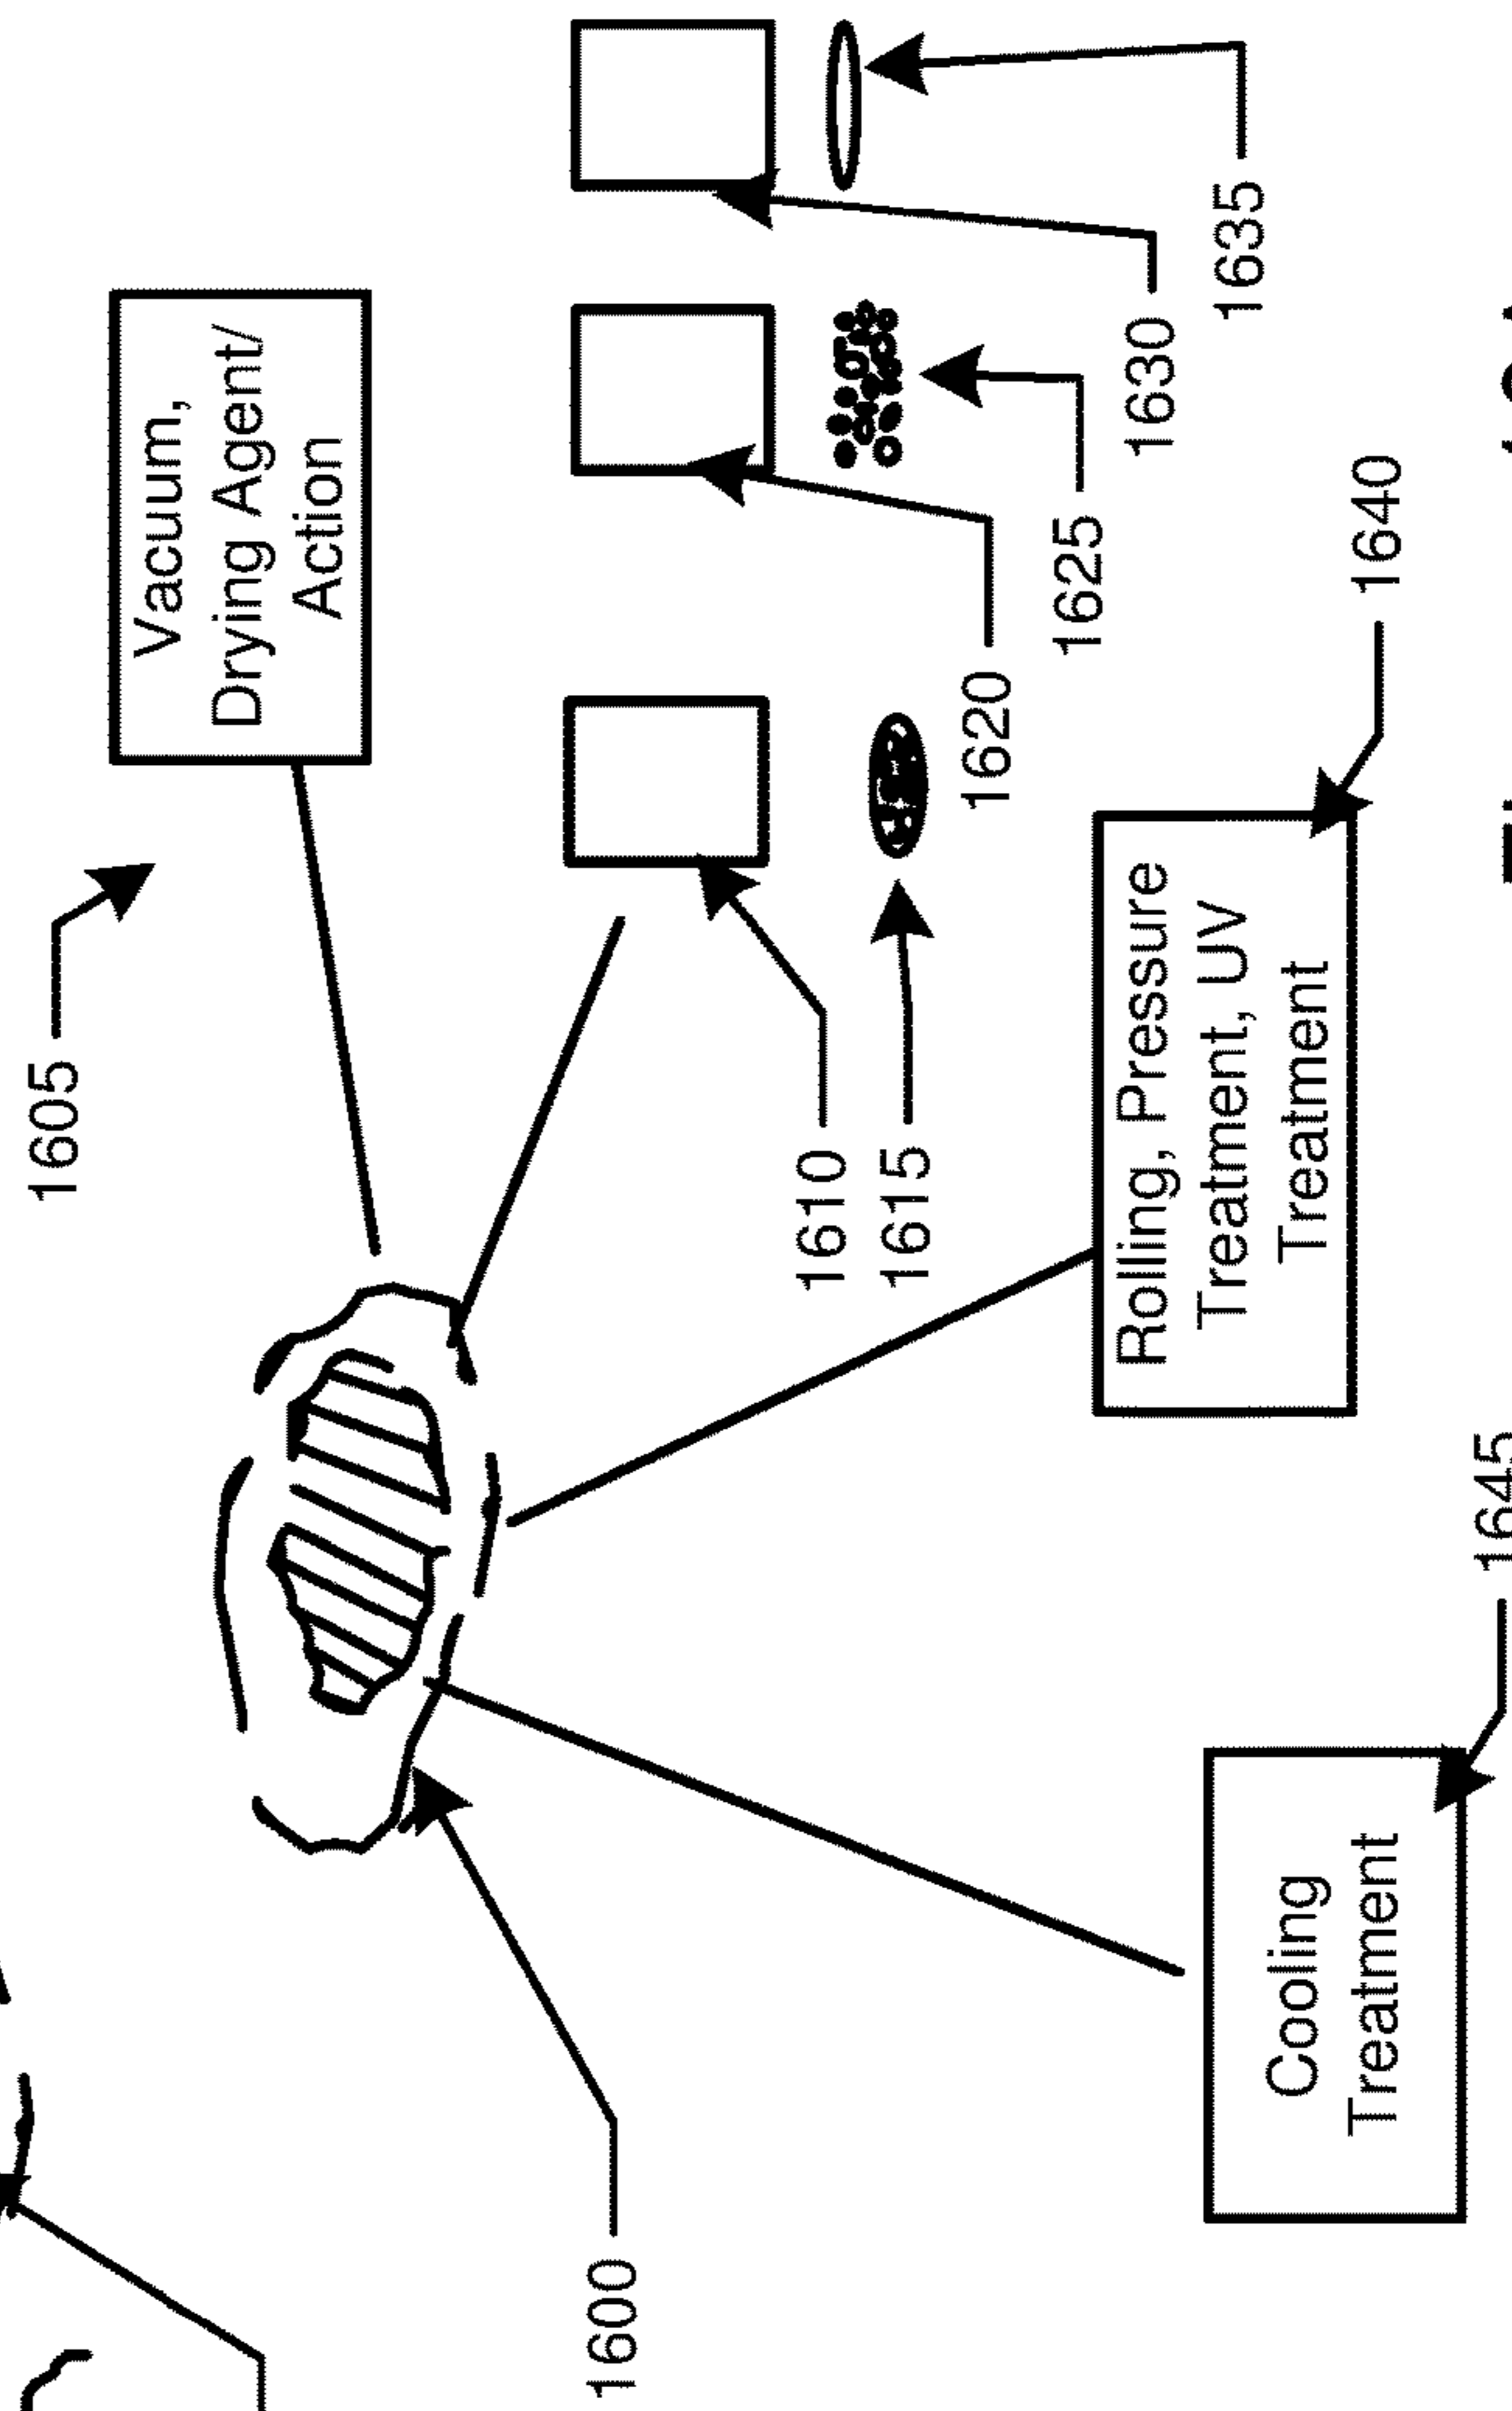 1605
Vacuum,
Drying Agent/
Action
1600
1610
1615
1620
1625
1630
1635
Rolling, Pressure
Treatment, UV
Treatment
1640
Cooling
Treatment
1645